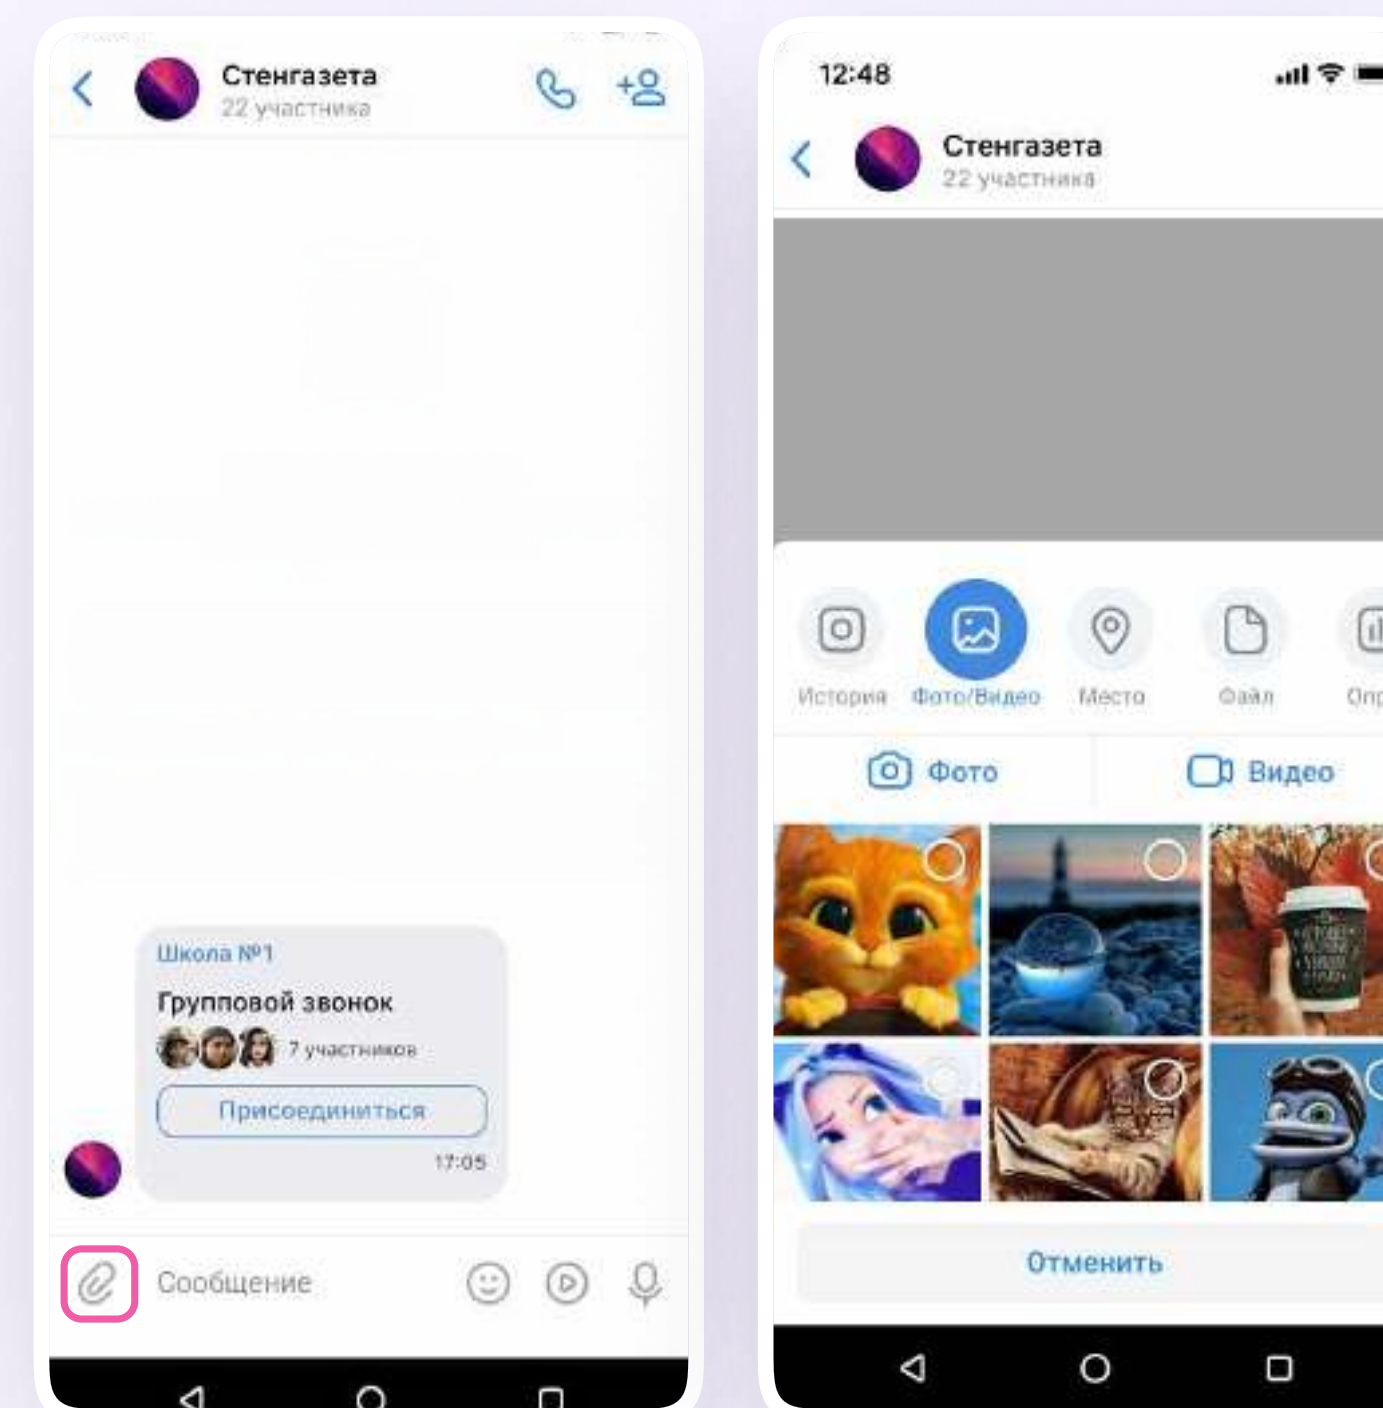 Стенгазета
22 участника
Школа №1
Групповой звонок
7 участников
Присоединиться
17:05
Сообщение
12:48
Стенгазета
22 участника
История
Фото/Видео
Место
Файл
Опр
Фото
Видео
Отменить